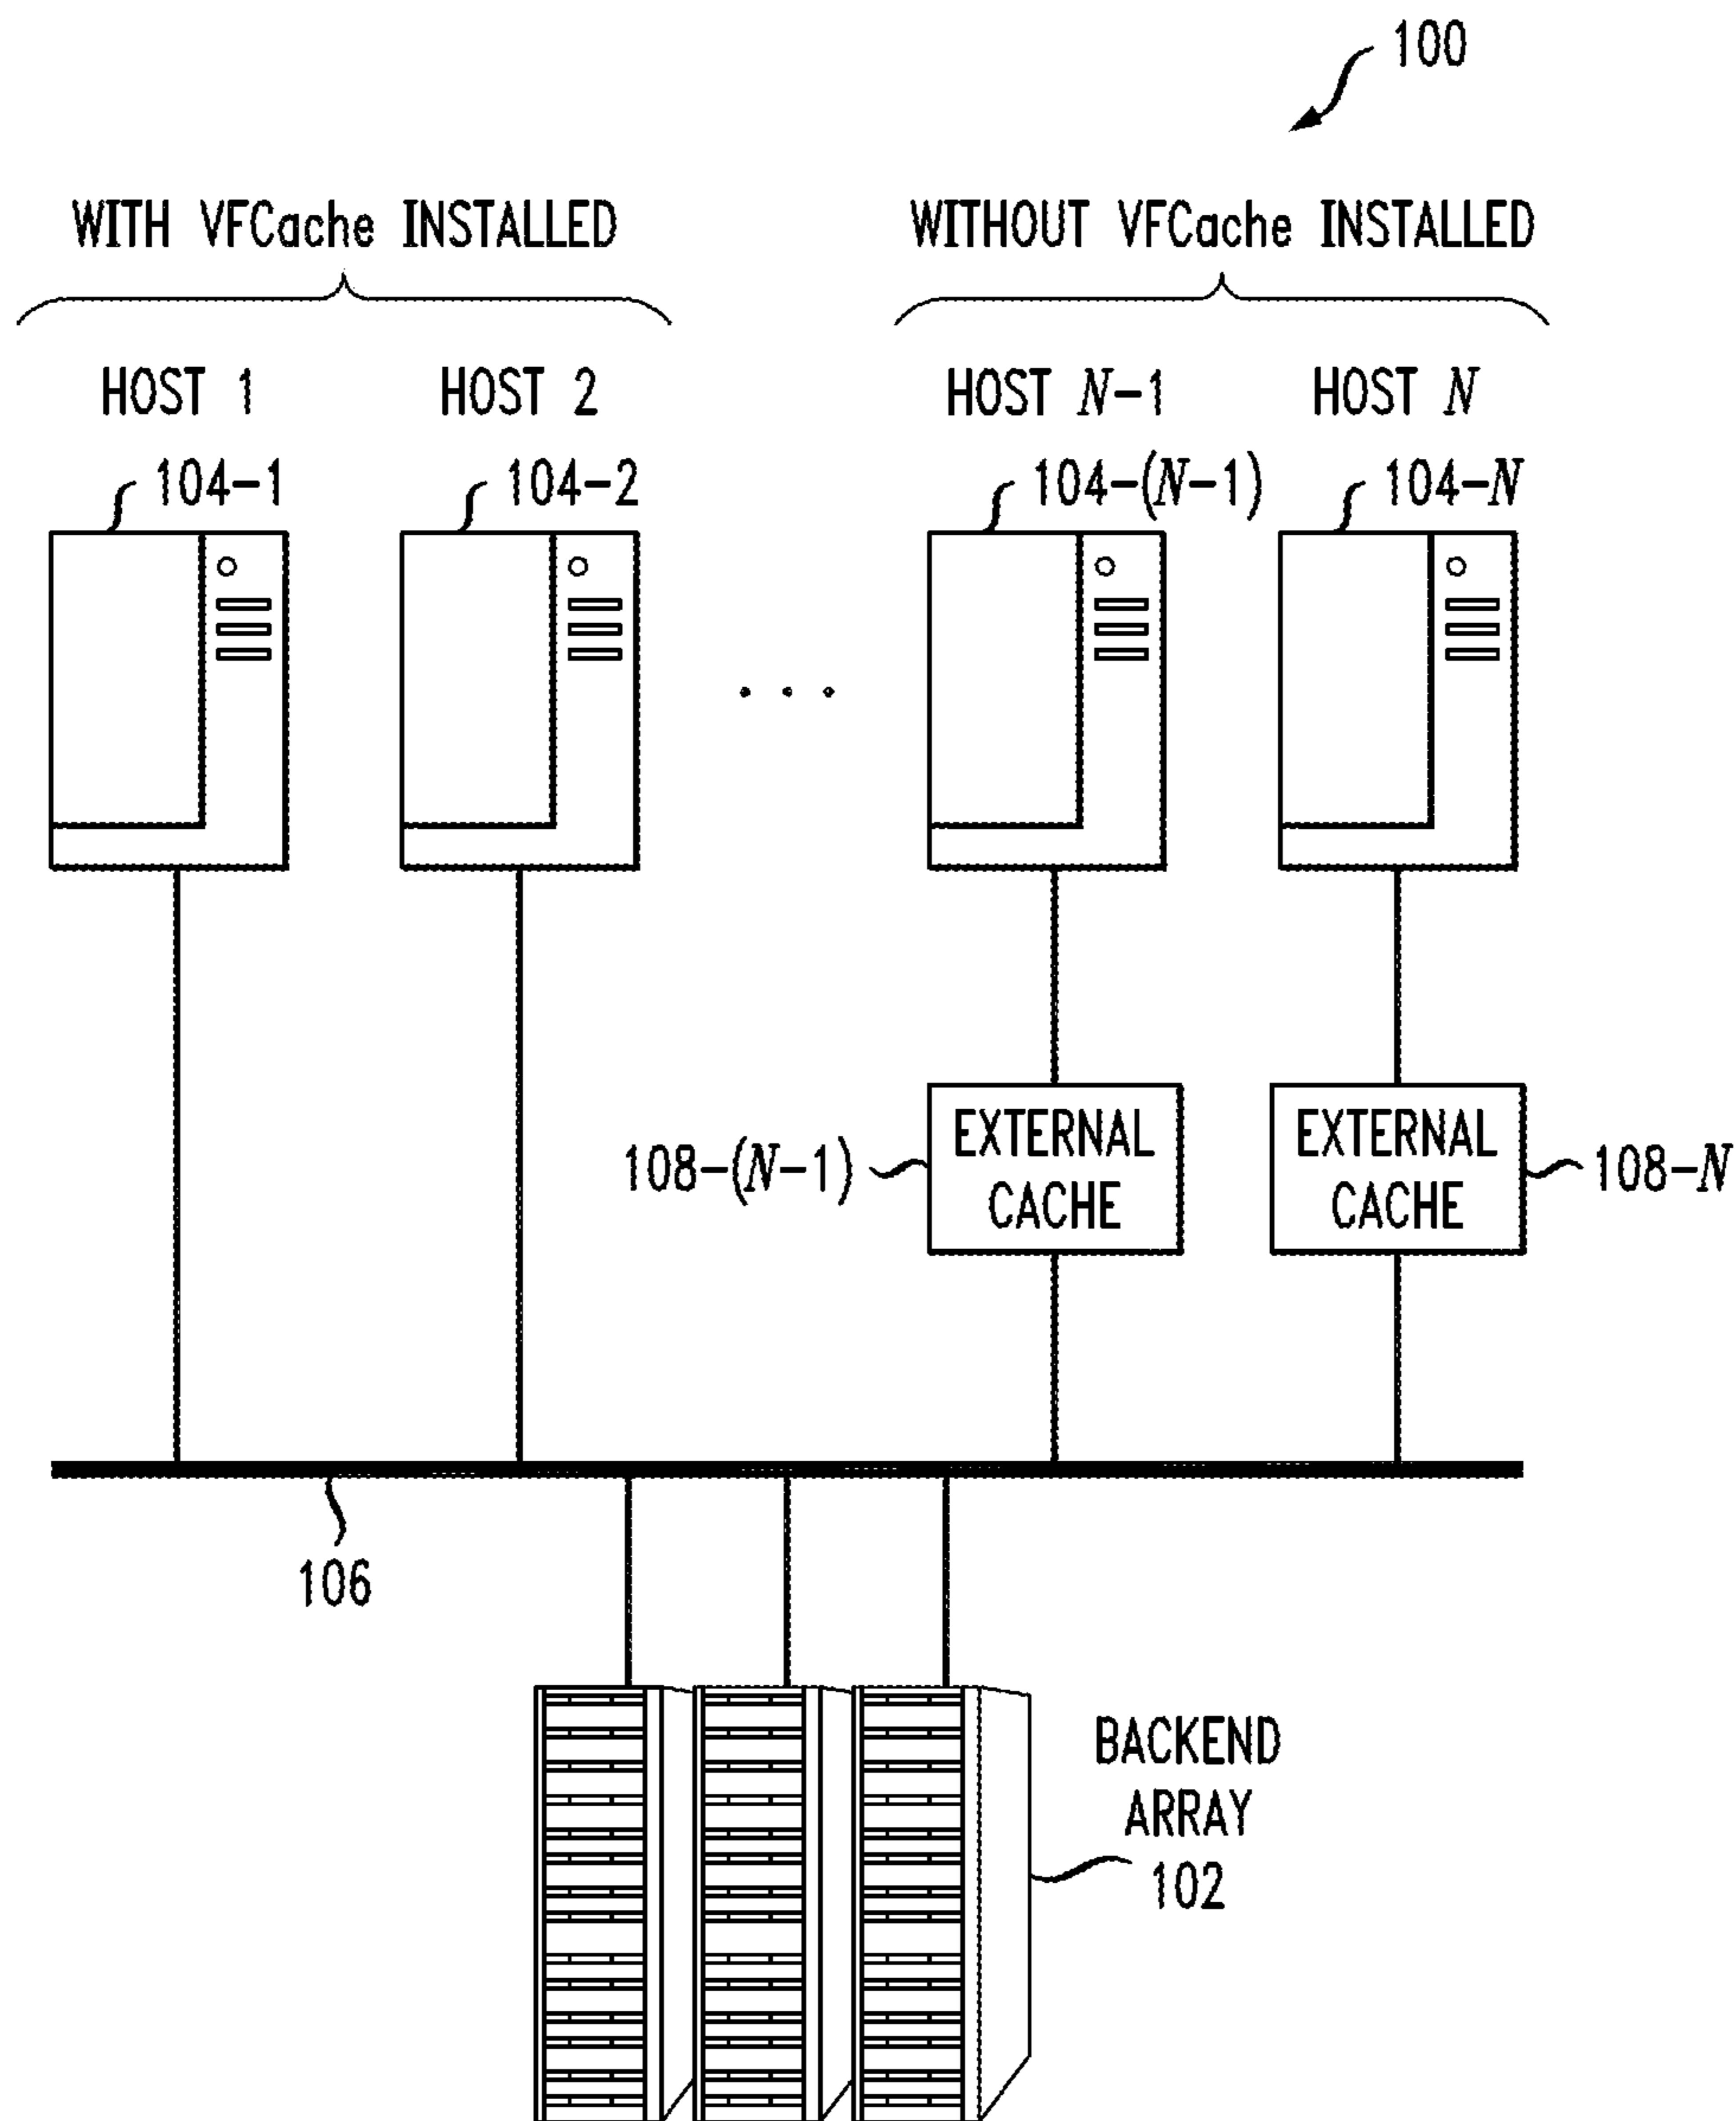 100
WITH VFCache INSTALLED
WITHOUT VFCache INSTALLED
HOST 1
HOST 2
HOST N-1
HOST N
104-1
104-2
104-(N-1)
104-N
. . .
EXTERNAL
CACHE
108-(N-1)
EXTERNAL
CACHE
108-N
106
BACKEND
ARRAY
102